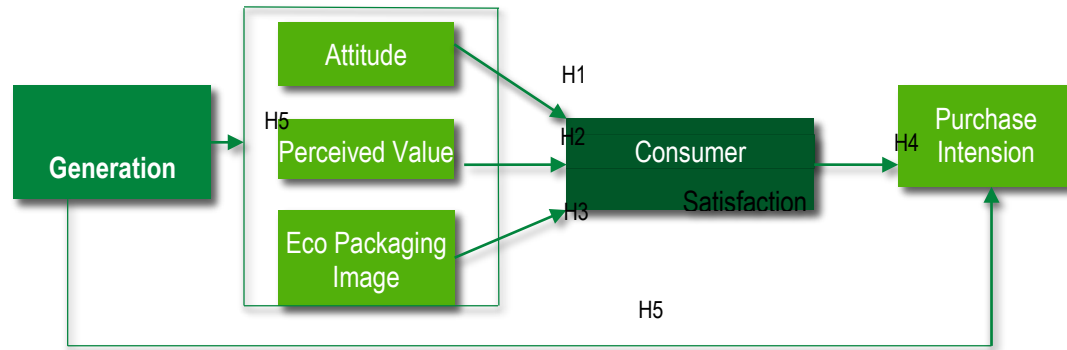 Attitude
H1
H5
Generation
Perceived Value
H2
Consumer
Satisfaction
H4
Purchase
Intension
H3
Eco Packaging
Image
H5